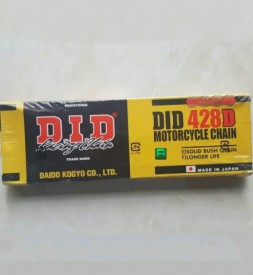 REGISTERED
D.I.D
Racing Chain
TRADE MARK
DAIDO KOGYO CO., LTD.
DID 428D
MOTORCYCLE CHAIN
SOLID BUSH CHAIN
LONGER LIFE
MADE IN JAPAN